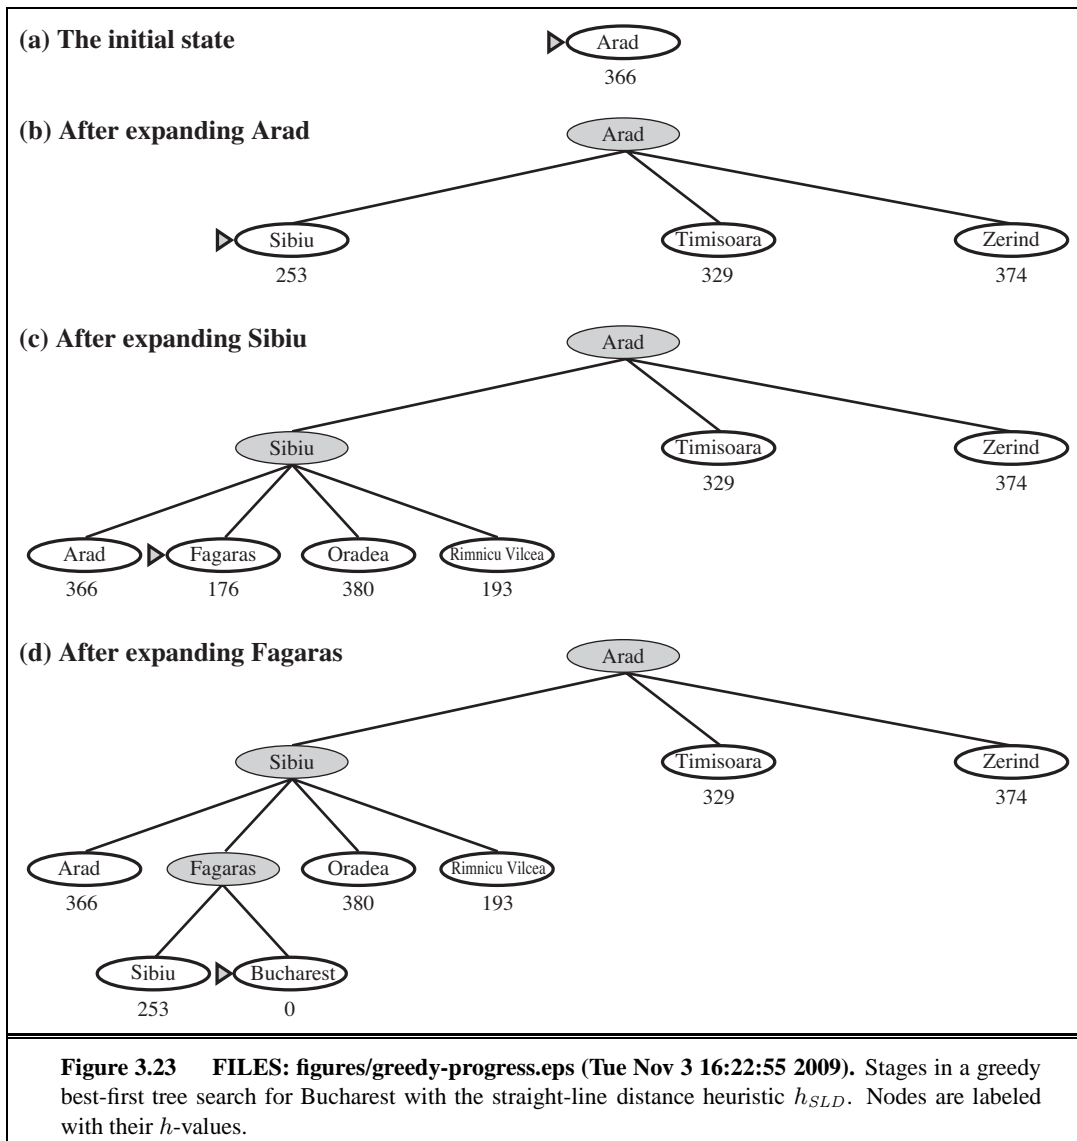 (a) The initial state
Arad
366
(b) After expanding Arad
Arad
Sibiu Timisoara Zerind
253 329 374
(c) After expanding Sibiu
Arad
Sibiu Timisoara Zerind
329 374
Arad Fagaras Oradea Rimnicu Vilcea
366 176 380 193
(d) After expanding Fagaras
Arad
Sibiu Timisoara Zerind
329 374
Arad Fagaras Oradea Rimnicu Vilcea
366 380 193
Sibiu Bucharest
253 0
Figure 3.23 FILES: figures/greedy-progress.eps (Tue Nov 3 16:22:55 2009). Stages in a greedy
best-first tree search for Bucharest with the straight-line distance heuristic hSLD. Nodes are labeled
with their h-values.